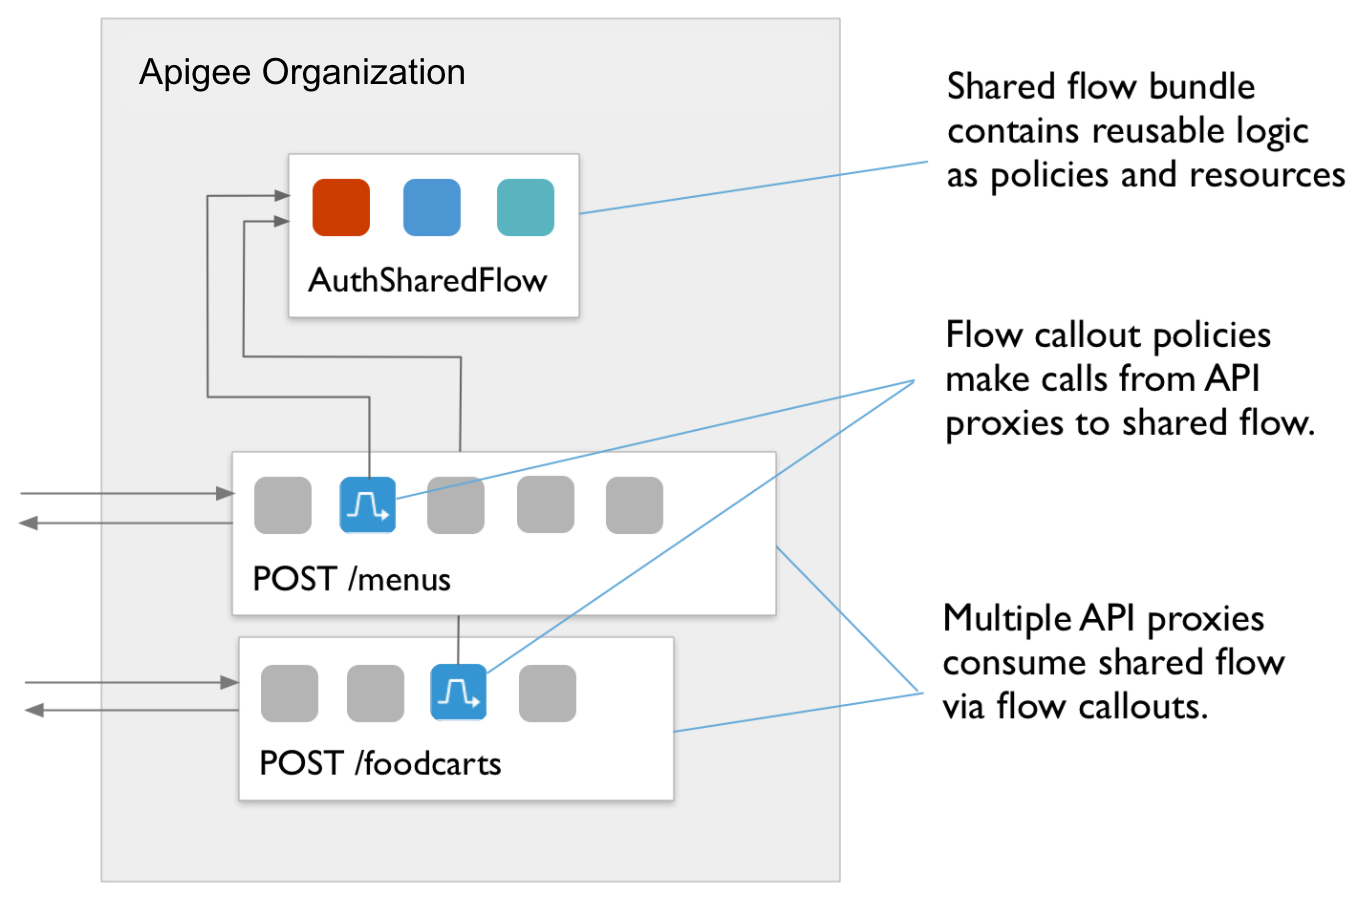 Apigee Organization
Shared flow bundle
contains reusable logic
as policies and resources
AuthSharedFlow
Flow callout policies
make calls from API
proxies to shared flow.
POST /menus
Multiple API proxies
consume shared flow
via flow callouts.
POST /foodcarts